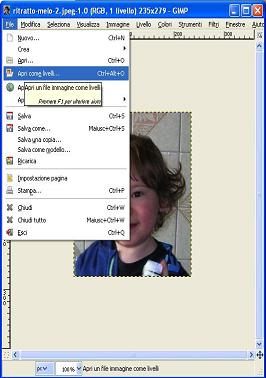 ritratto-melo-2.jpeg-1.0 (RGB, 1 livello) 235x279 - GIMP
File Modifica Seleziona Visualizza Immagine Livello Colori Strumenti Filtri Finestre Aiuto
Nuovo... Ctrl+N
Crea
Apri... Ctrl+O
Apri come livelli... Ctrl+Alt+O
Apri un file immagine come livelli
Premere F1 per ulteriore aiuto
Salva Ctrl+S
Salva come... Maiusc+Ctrl+S
Salva una copia...
Salva come modello...
Ricarica
Impostazione pagina
Stampa... Ctrl+P
Chiudi Ctrl+W
Chiudi tutto Maiusc+Ctrl+W
Esci Ctrl+Q
100% Apri un file immagine come livelli